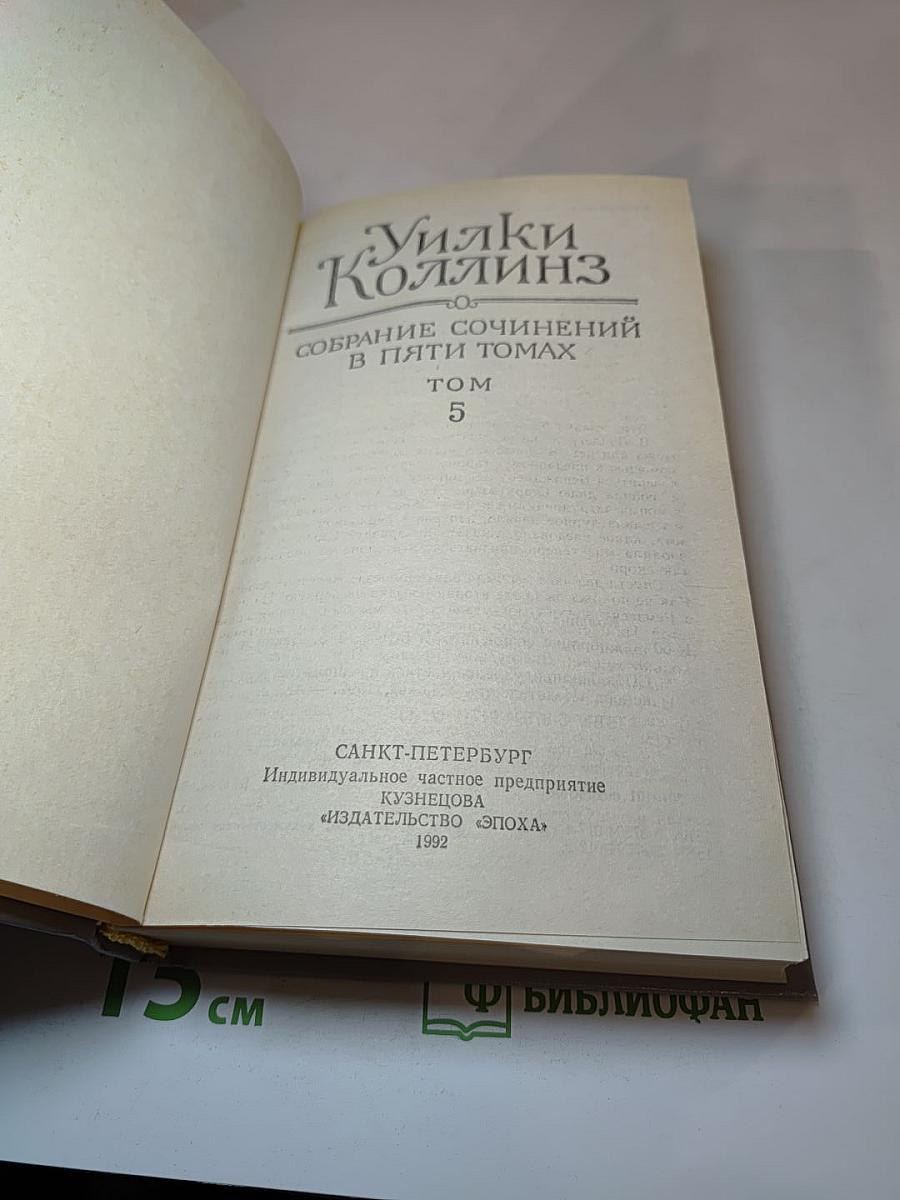 Уилки
Коллинз
СОБРАНИЕ СОЧИНЕНИЙ
В ПЯТИ ТОМАХ
ТОМ
5
САНКТ-ПЕТЕРБУРГ
Индивидуальное частное предприятие
КУЗНЕЦОВА
«ИЗДАТЕЛЬСТВО «ЭПОХА»
1992
15 см
Ф БИБЛИОФАН